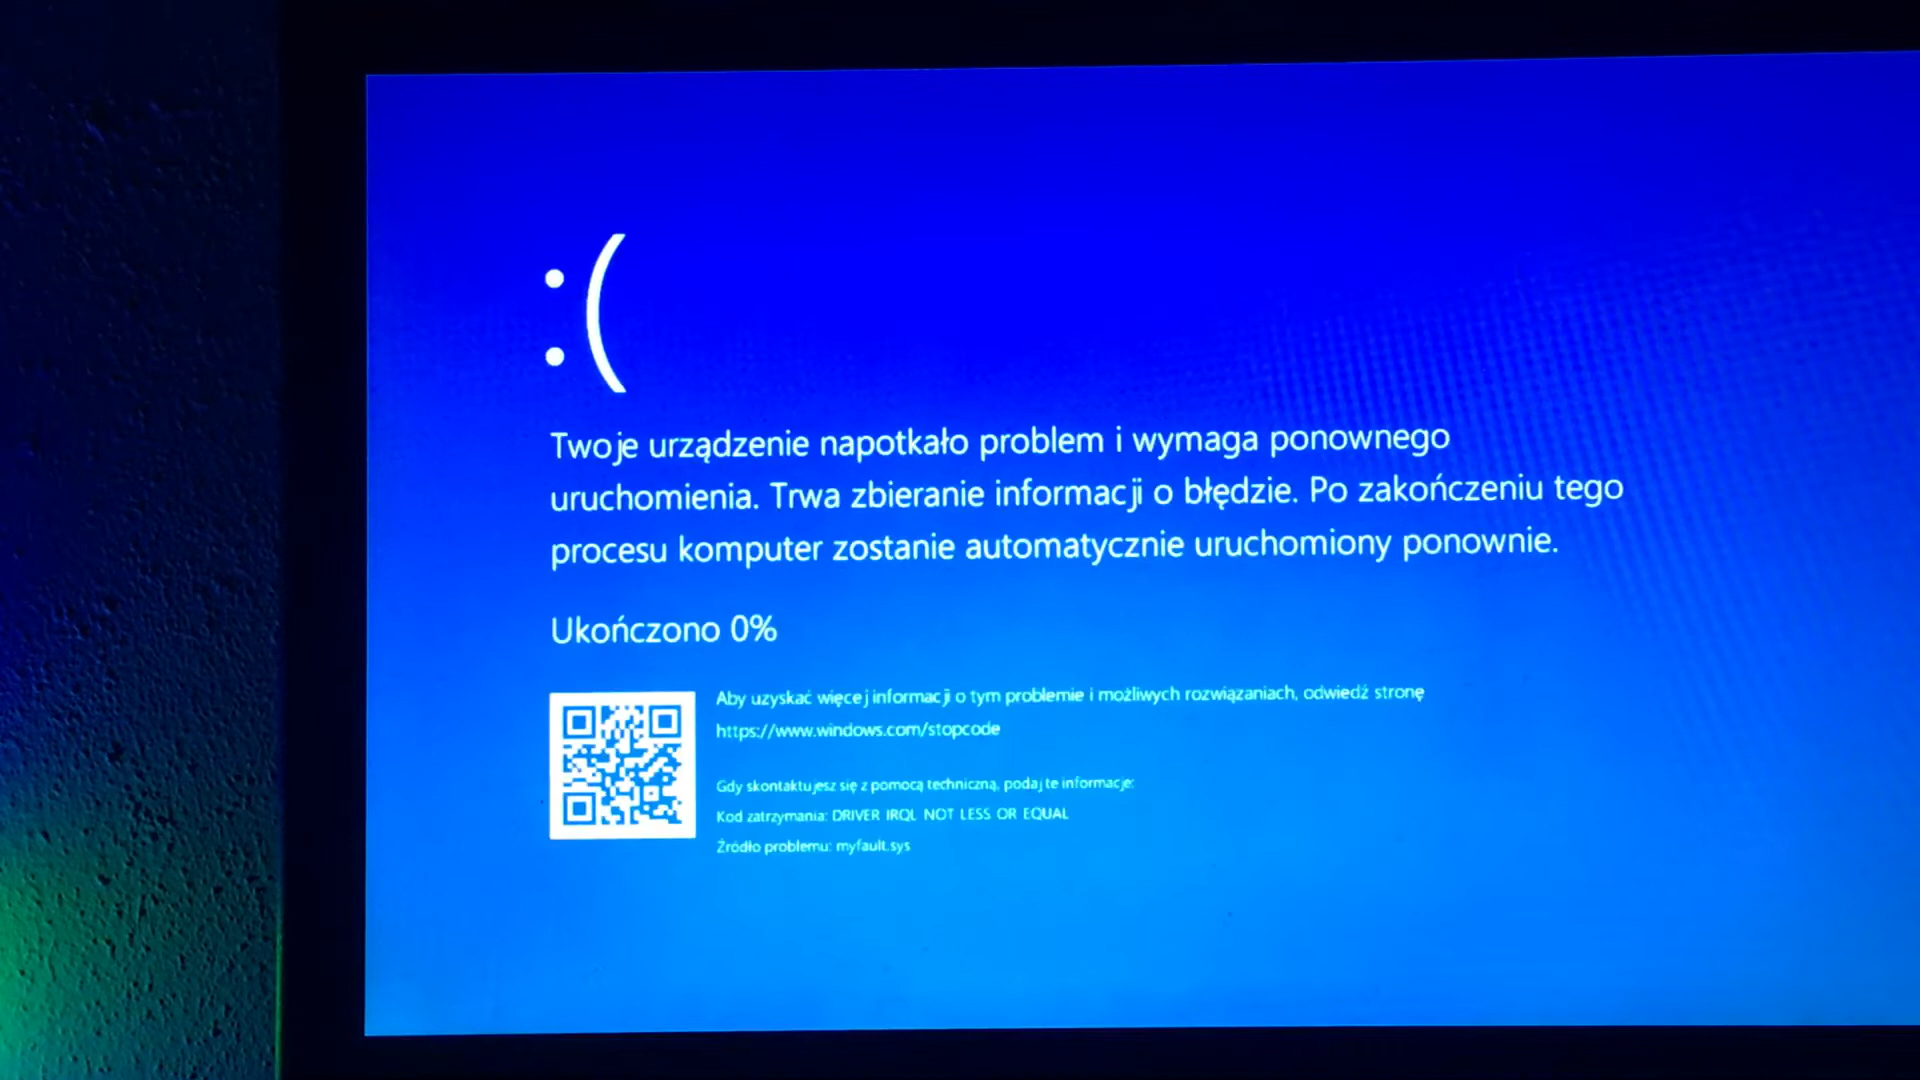 :(
Twoje urządzenie napotkało problem i wymaga ponownego
uruchomienia. Trwa zbieranie informacji o błędzie. Po zakończeniu tego
procesu komputer zostanie automatycznie uruchomiony ponownie.
Ukończono 0%
Aby uzyskać więcej informacji o tym problemie i możliwych rozwiązaniach, odwiedź stronę
https://www.windows.com/stopcode
Gdy skontaktujesz się z pomocą techniczną, podaj te informacje:
Kod zatrzymania: DRIVER IRQL NOT LESS OR EQUAL
Źródło problemu: myfault.sys